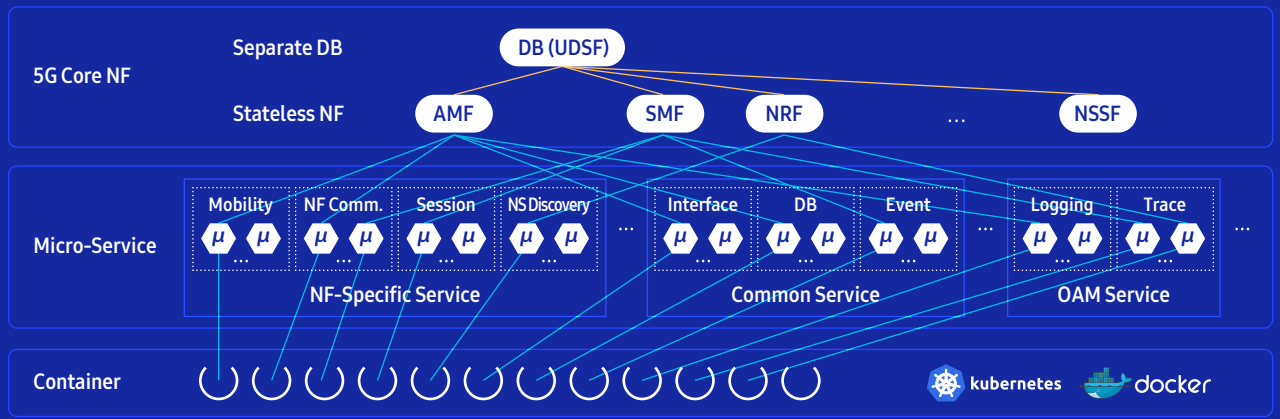 Separate DB
DB (UDSF)
5G Core NF
Stateless NF
AMF
SMF
NRF
...
NSSF
Mobility
NF Comm.
Session
NS Discovery
Interface
DB
Event
Logging
Trace
Micro-Service
μ μ
μ μ
μ μ
μ μ
...
μ μ
μ μ
μ μ
...
μ μ
μ μ
...
...
...
...
...
...
...
...
...
...
NF-Specific Service
Common Service
OAM Service
Container
kubernetes
docker